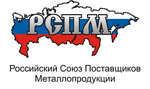 РСПМ
Российский Союз Поставщиков
Металлопродукции